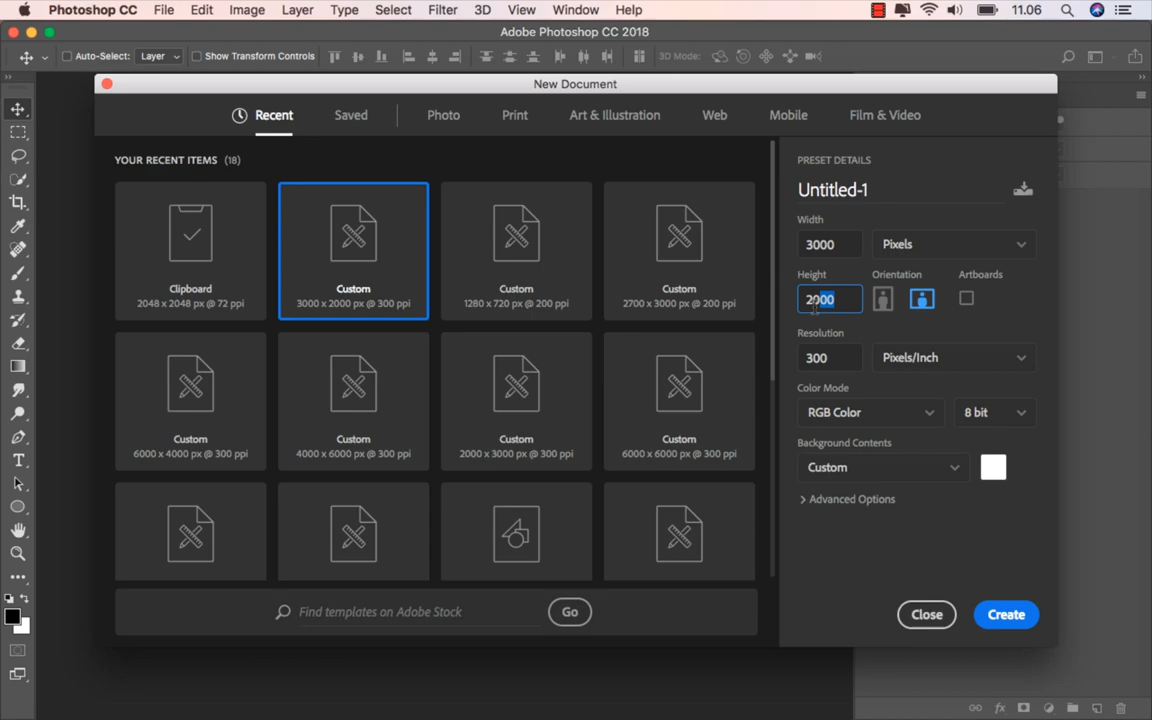 Photoshop CC File Edit Image Layer Type Select Filter 3D View Window Help 11.06
Adobe Photoshop CC 2018
Auto-Select: Layer Show Transform Controls 3D Mode:
New Document
Recent Saved Photo Print Art & Illustration Web Mobile Film & Video
YOUR RECENT ITEMS (18)
Clipboard
2048 x 2048 px @ 72 ppi
Custom
3000 x 2000 px @ 300 ppi
Custom
1280 x 720 px @ 200 ppi
Custom
2700 x 3000 px @ 200 ppi
Custom
6000 x 4000 px @ 300 ppi
Custom
4000 x 6000 px @ 300 ppi
Custom
2000 x 3000 px @ 300 ppi
Custom
6000 x 6000 px @ 300 ppi
Find templates on Adobe Stock Go
PRESET DETAILS
Untitled-1
Width
3000 Pixels
Height Orientation Artboards
2000
Resolution
300 Pixels/Inch
Color Mode
RGB Color 8 bit
Background Contents
Custom
Advanced Options
Close Create
T
fx